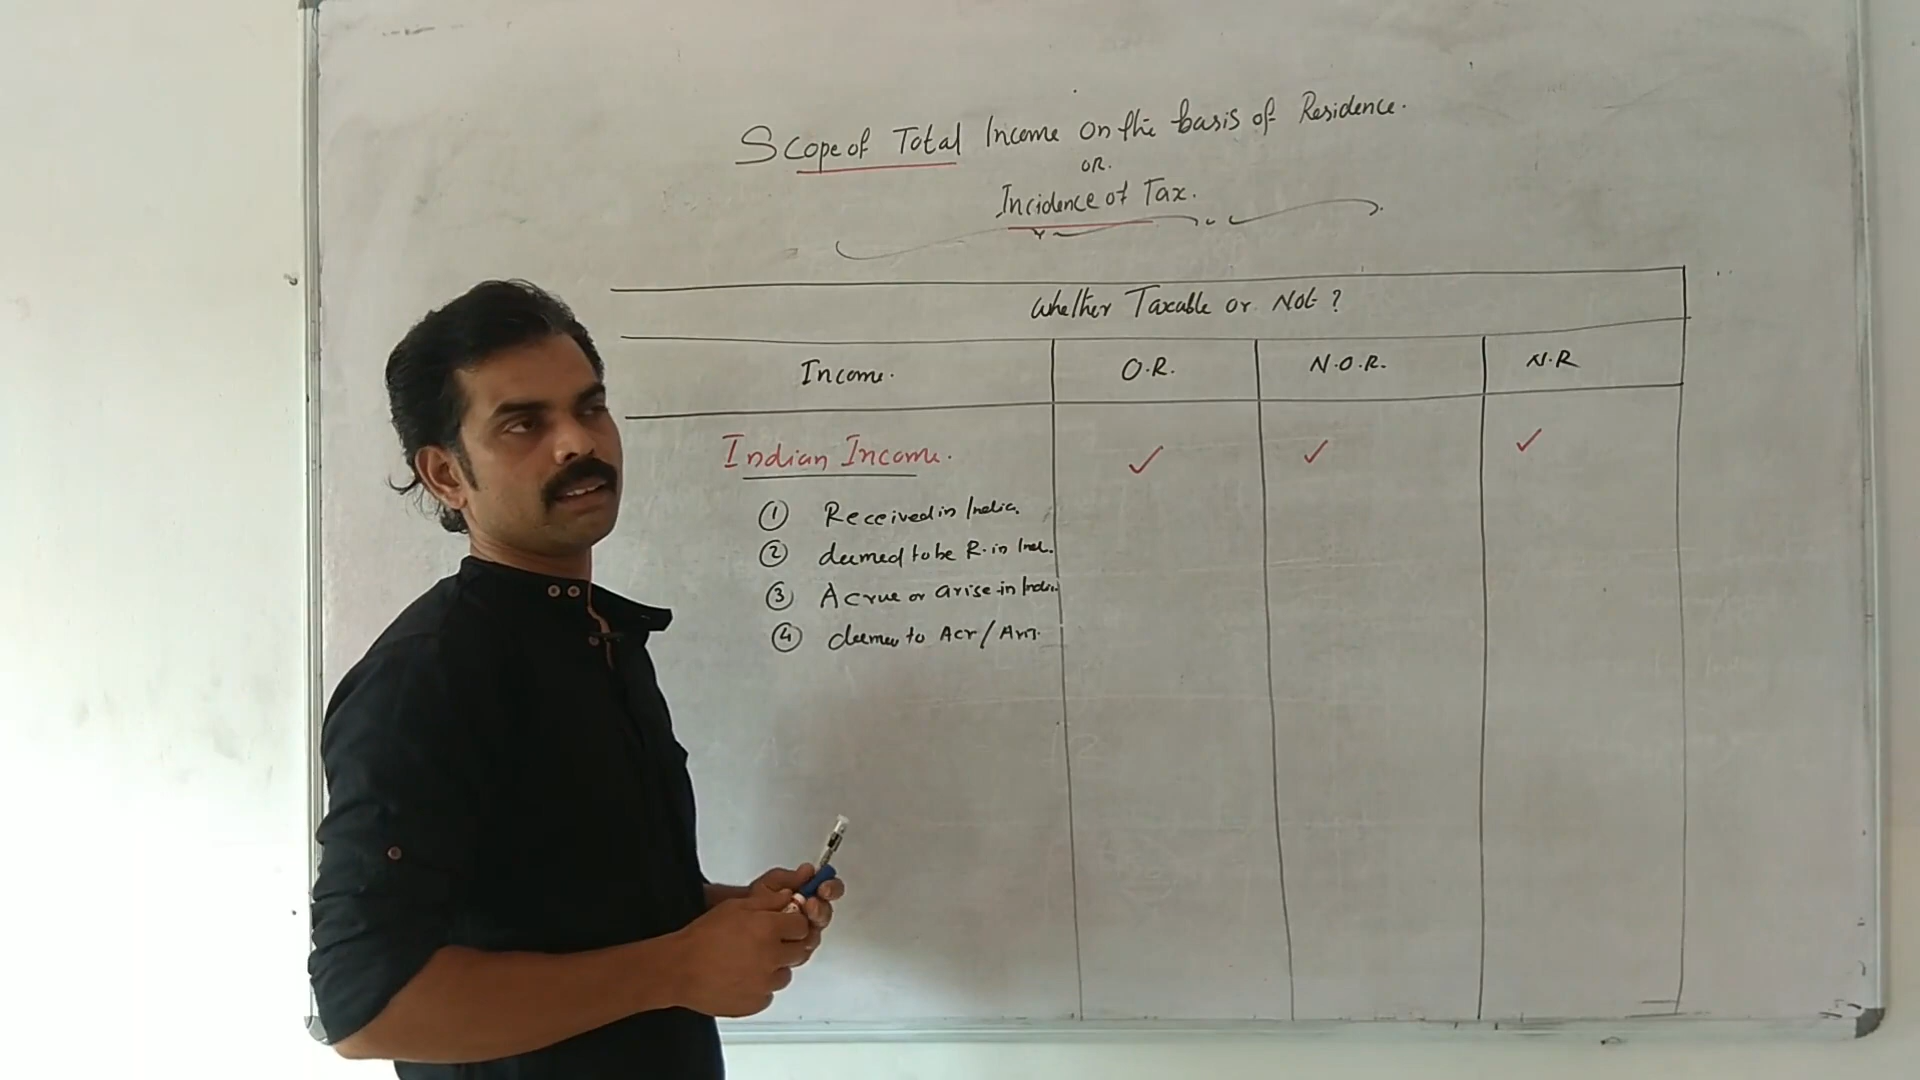 Scope of Total Income on the basis of Residence.
OR.
Incidence of Tax.
Whether Taxable or Not ?
Income. O.R. N.O.R. N.R
Indian Income. ✓ ✓ ✓
① Received in India.
② deemed to be R. in Ind.
③ Acrue or arise in India
④ deemed to Acr / Ari.